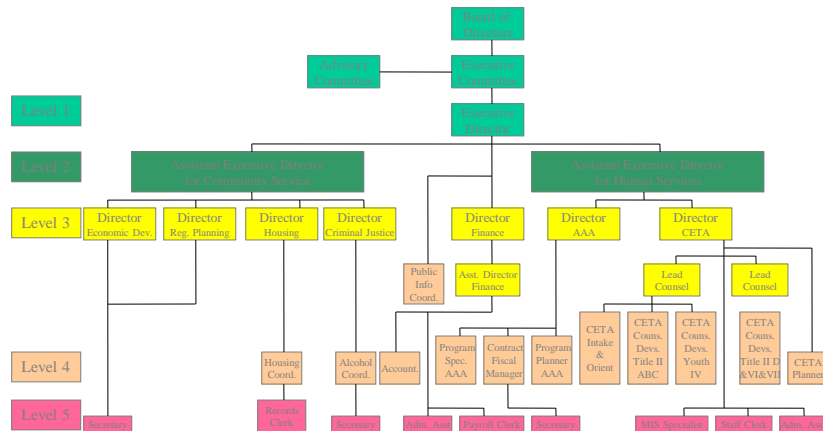 Board of
Directors
Advisory
Committee
Executive
Committee
Level 1
Executive
Director
Level 2
Assistant Executive Director
for Community Service
Assistant Executive Director
for Human Services
Level 3
Director
Economic Dev.
Director
Reg. Planning
Director
Housing
Director
Criminal Justice
Director
Finance
Director
AAA
Director
CETA
Public
Info
Coord.
Asst. Director
Finance
Lead
Counsel
Lead
Counsel
Level 4
Housing
Coord.
Alcohol
Coord.
Account.
Program
Spec.
AAA
Contract
Fiscal
Manager
Program
Planner
AAA
CETA
Intake
&
Orient
CETA
Couns.
Devs.
Title II
ABC
CETA
Couns.
Devs.
Youth
IV
CETA
Couns.
Devs.
Title II D
&VI&VII
CETA
Planner
Level 5
Secretary
Records
Clerk
Secretary
Adm. Asst
Payroll Clerk
Secretary
MIS Specialist
Staff Clerk
Adm. Asst